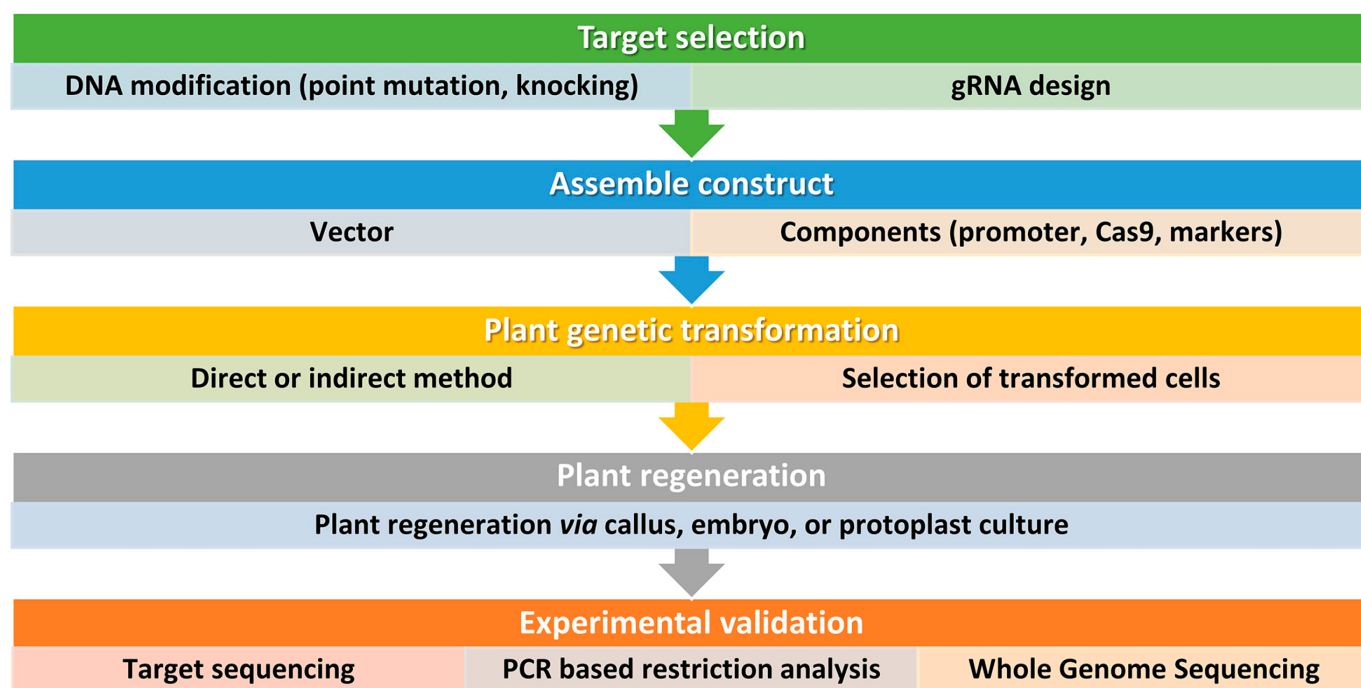 Target selection
DNA modification (point mutation, knocking)
gRNA design
Assemble construct
Vector
Components (promoter, Cas9, markers)
Plant genetic transformation
Direct or indirect method
Selection of transformed cells
Plant regeneration
Plant regeneration via callus, embryo, or protoplast culture
Experimental validation
Target sequencing
PCR based restriction analysis
Whole Genome Sequencing